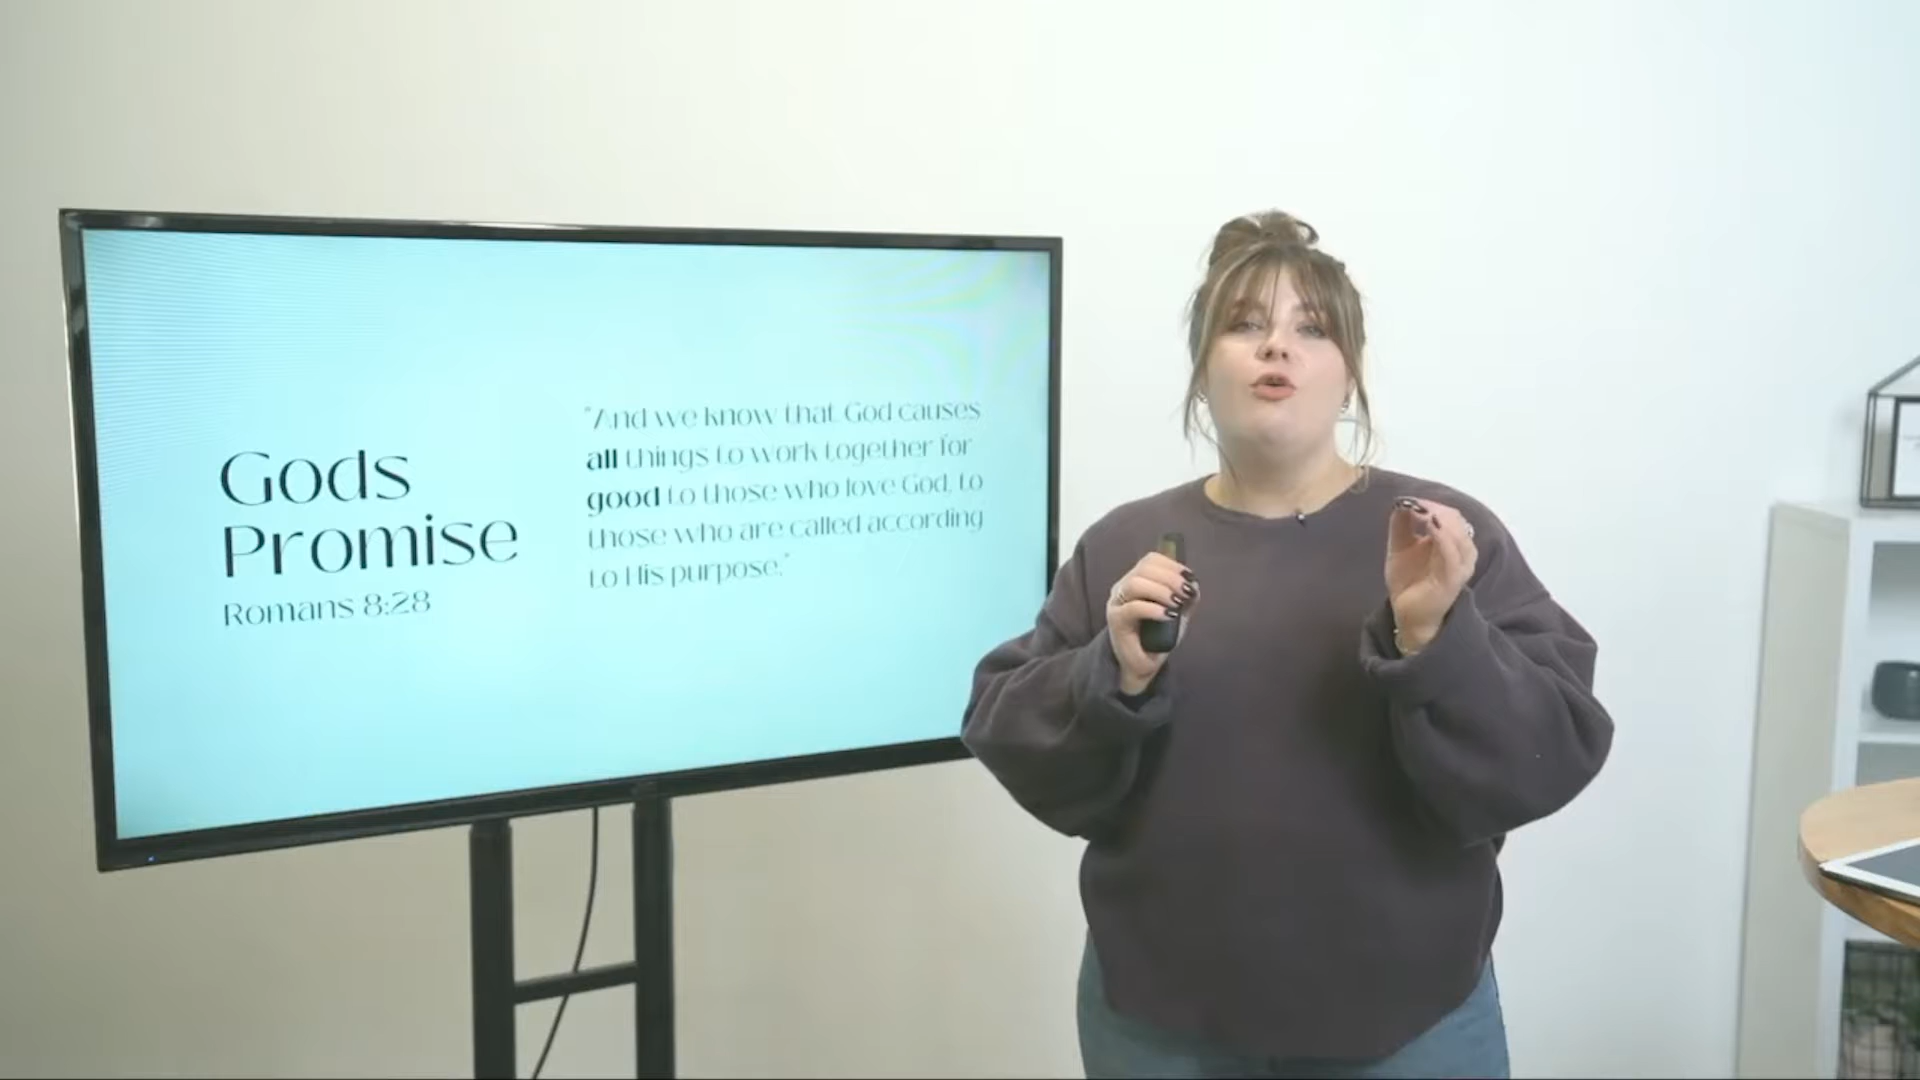 Gods
Promise
Romans 8:28
"And we know that God causes
all things to work together for
good to those who love God, to
those who are called according
to His purpose."